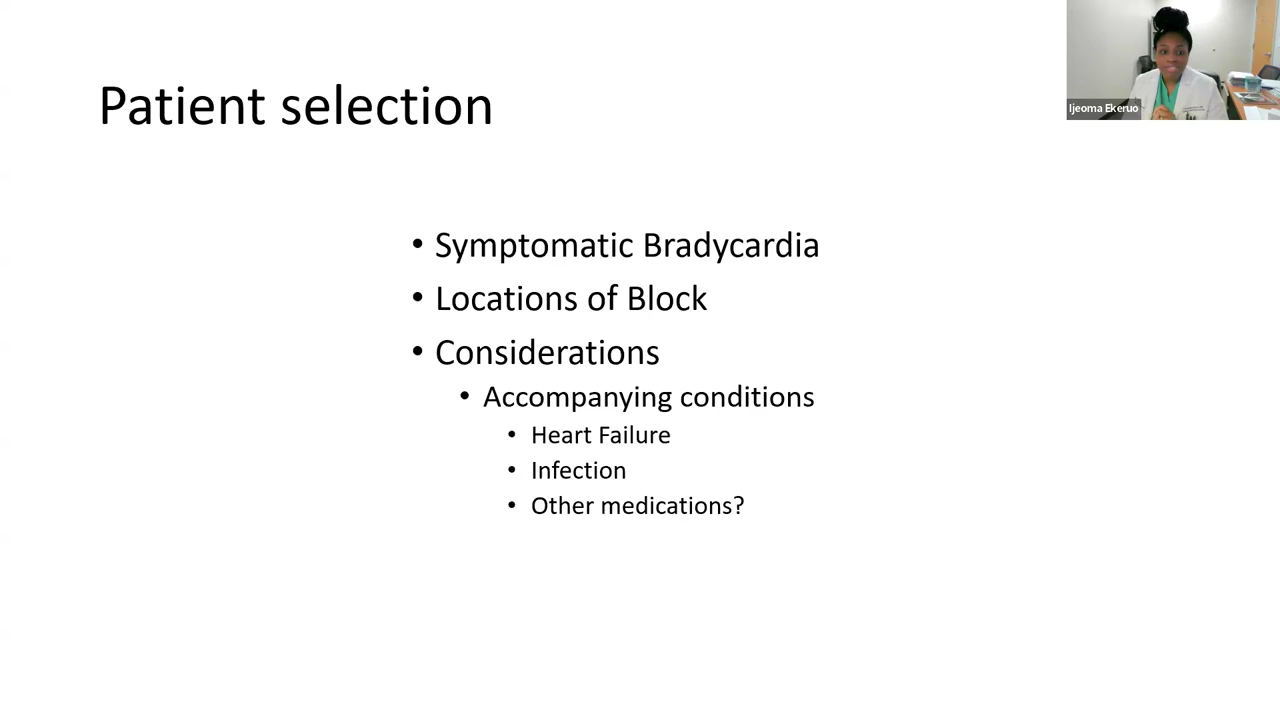 Patient selection
Ijeoma Ekeruo
• Symptomatic Bradycardia
• Locations of Block
• Considerations
• Accompanying conditions
• Heart Failure
• Infection
• Other medications?